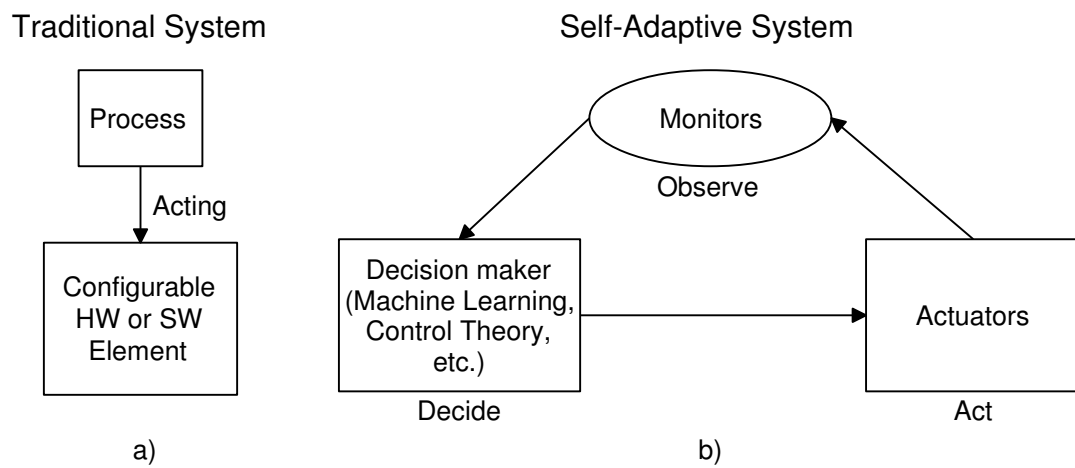 Traditional System
Process
Acting
Configurable
HW or SW
Element
a)
Self-Adaptive System
Monitors
Observe
Decision maker
(Machine Learning,
Control Theory,
etc.)
Decide
Actuators
Act
b)